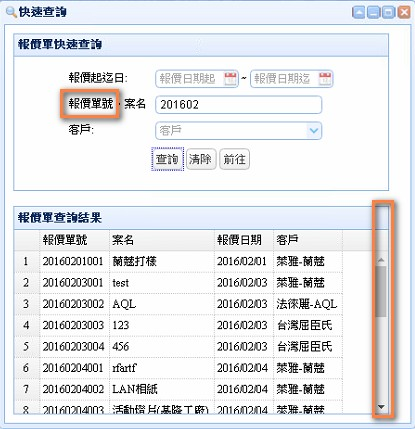 快速查詢
報價單快速查詢
報價起迄日: 報價日期起 ~ 報價日期迄
報價單號、案名 201602
客戶: 客戶
查詢 清除 前往
報價單查詢結果
報價單號 案名 報價日期 客戶
1 20160201001 蘭蔻打樣 2016/02/01 萊雅-蘭蔻
2 20160203001 test 2016/02/03 萊雅-蘭蔻
3 20160203002 AQL 2016/02/03 法徠麗-AQL
4 20160203003 123 2016/02/03 台灣屈臣氏
5 20160203004 456 2016/02/03 台灣屈臣氏
6 20160204001 rfartf 2016/02/04 萊雅-蘭蔻
7 20160204002 LAN相紙 2016/02/04 萊雅-蘭蔻
8 20160204003 活動燈片(基隆工廠) 2016/02/04 萊雅-蘭蔻